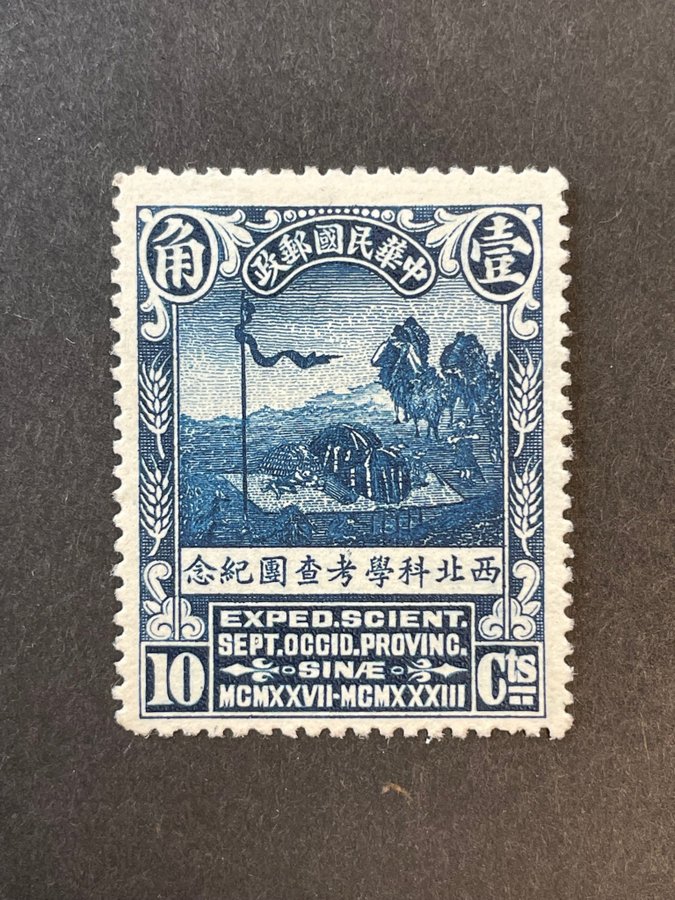 壹角
中華民國郵政
西北科學考查團紀念
EXPED.SCIENT.
SEPT.OCCID.PROVINC.
SINÆ
MCMXXVII-MCMXXXIII
10 Cts